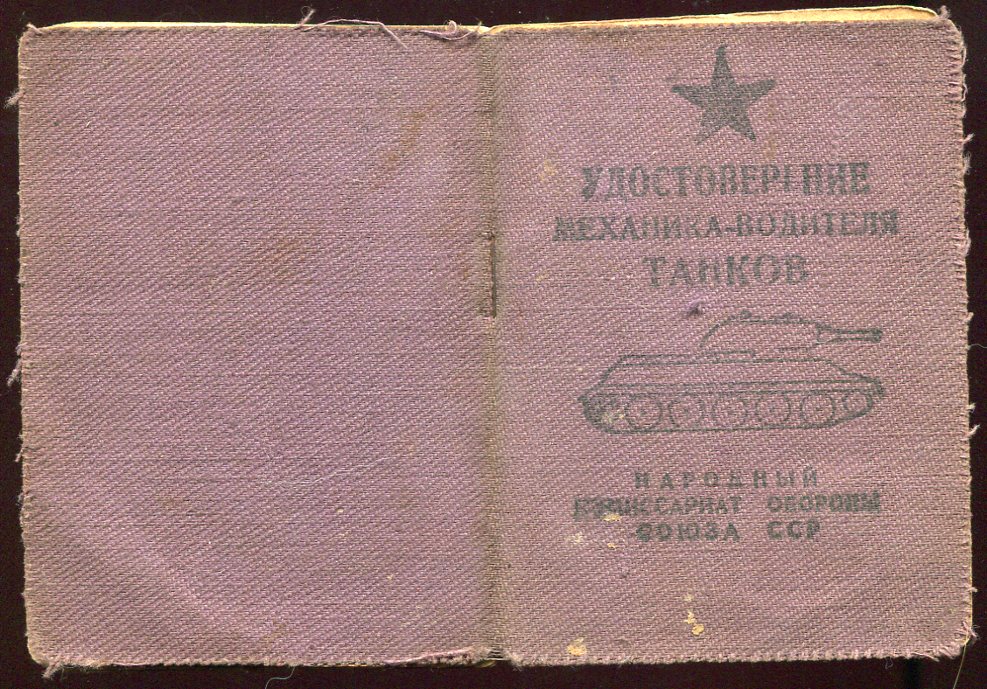 УДОСТОВЕРЕНИЕ
МЕХАНИКА-ВОДИТЕЛЯ
ТАНКОВ
НАРОДНЫЙ
КОМИССАРИАТ ОБОРОНЫ
СОЮЗА ССР